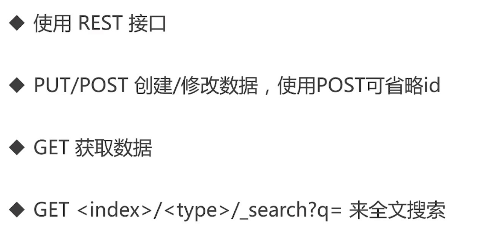 ◆ 使用 REST 接口
◆ PUT/POST 创建/修改数据，使用POST可省略id
◆ GET 获取数据
◆ GET <index>/<type>/_search?q= 来全文搜索